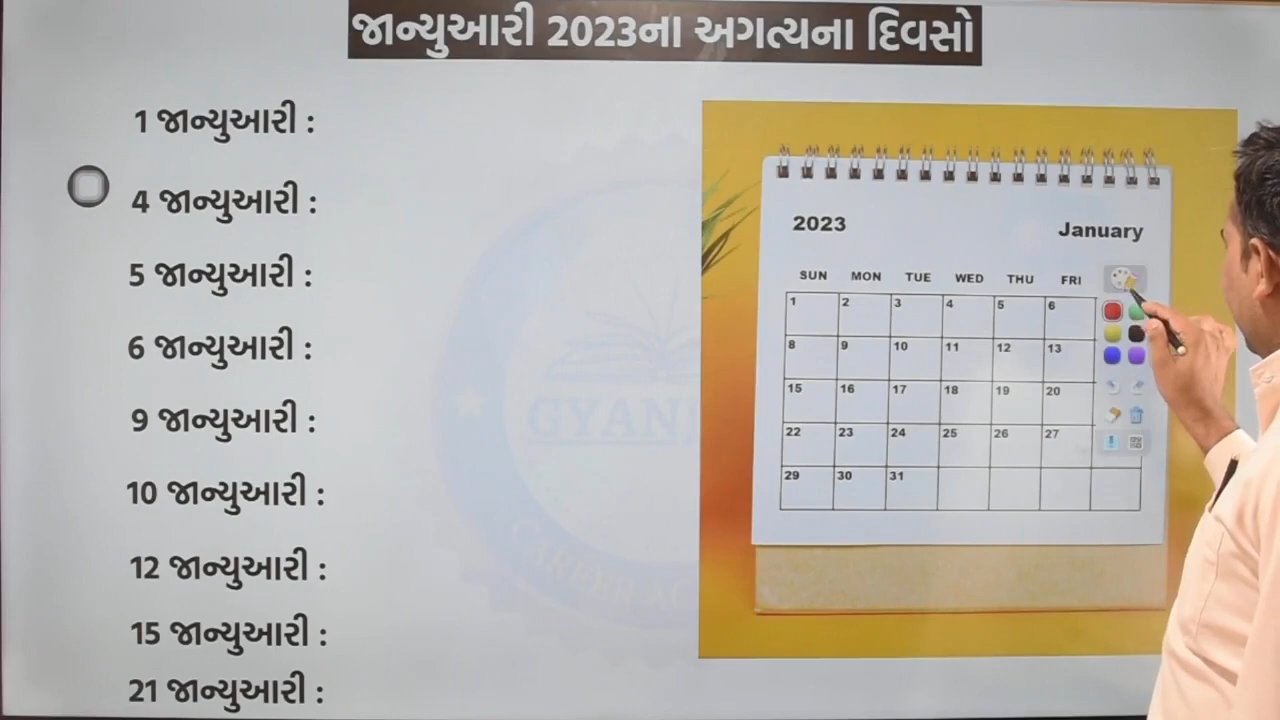 જાન્યુઆરી 2023ના અગત્યના દિવસો
1 જાન્યુઆરી :
4 જાન્યુઆરી :
5 જાન્યુઆરી :
6 જાન્યુઆરી :
9 જાન્યુઆરી :
10 જાન્યુઆરી :
12 જાન્યુઆરી :
15 જાન્યુઆરી :
21 જાન્યુઆરી :
2023 January
SUN MON TUE WED THU FRI
1 2 3 4 5 6
8 9 10 11 12 13
15 16 17 18 19 20
22 23 24 25 26 27
29 30 31